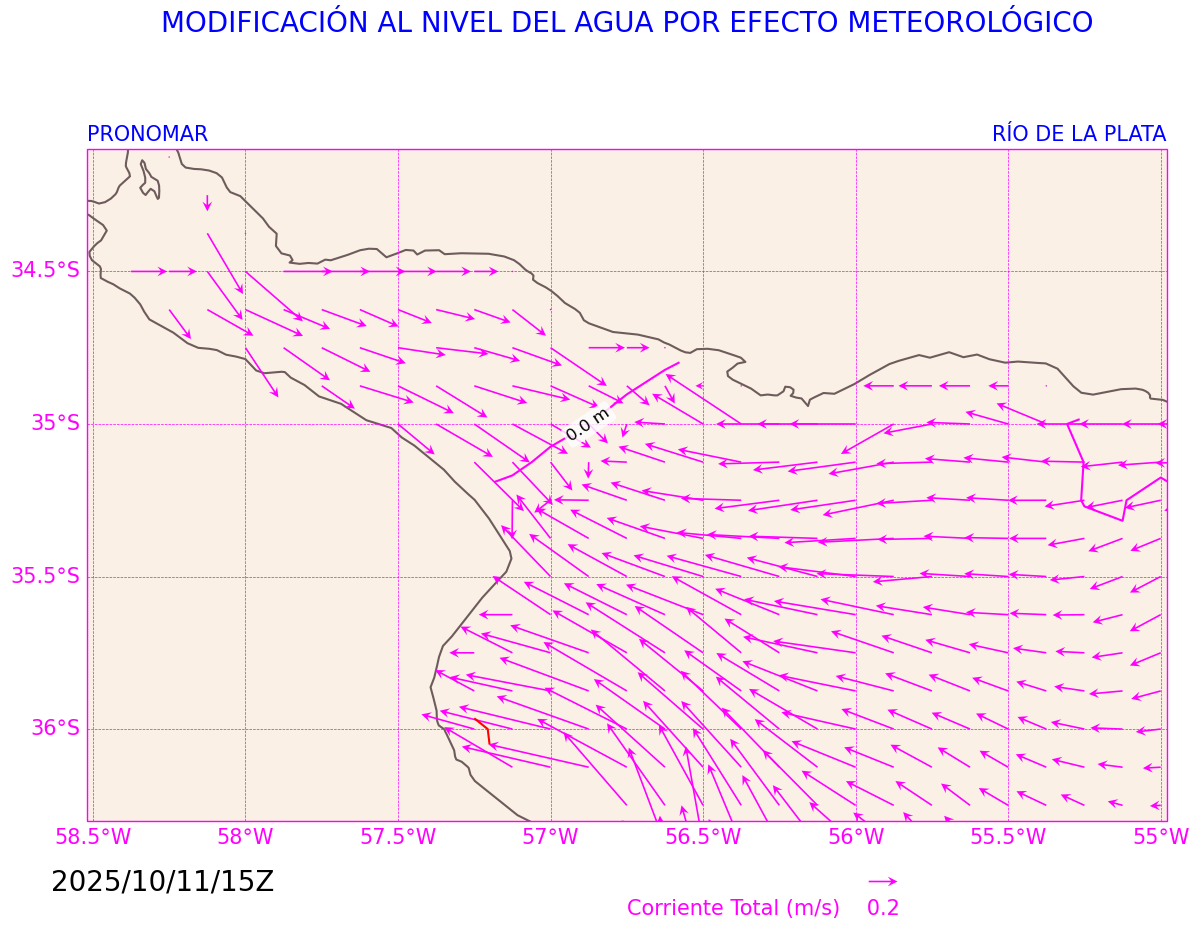 MODIFICACIÓN AL NIVEL DEL AGUA POR EFECTO METEOROLÓGICO
PRONOMAR
RÍO DE LA PLATA
34.5°S
35°S
0.0 m
35.5°S
36°S
58.5°W 58°W 57.5°W 57°W 56.5°W 56°W 55.5°W 55°W
2025/10/11/15Z
Corriente Total (m/s) 0.2